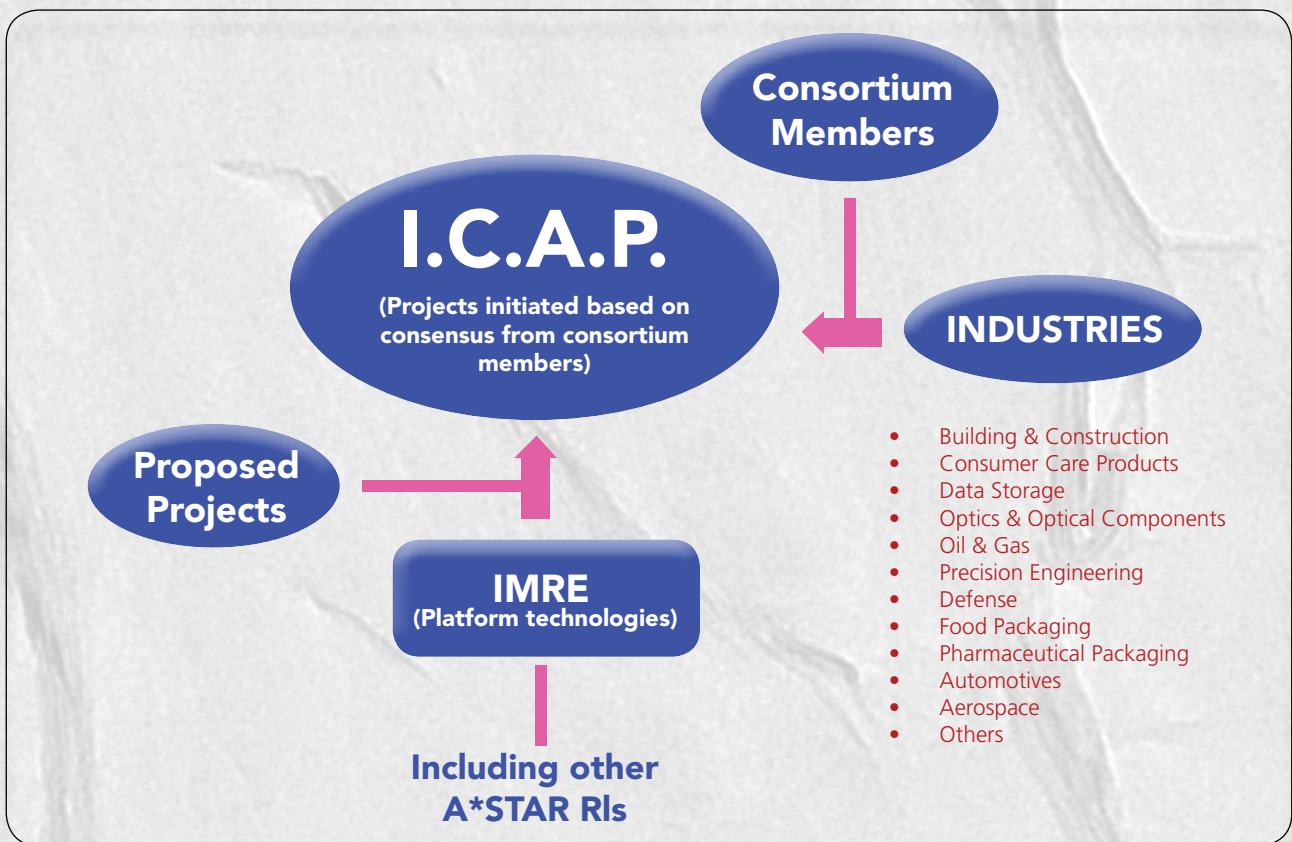 Consortium
Members
I.C.A.P.
(Projects initiated based on
consensus from consortium
members)
INDUSTRIES
• Building & Construction
• Consumer Care Products
• Data Storage
• Optics & Optical Components
• Oil & Gas
• Precision Engineering
• Defense
• Food Packaging
• Pharmaceutical Packaging
• Automotives
• Aerospace
• Others
Proposed
Projects
IMRE
(Platform technologies)
Including other
A*STAR RIs